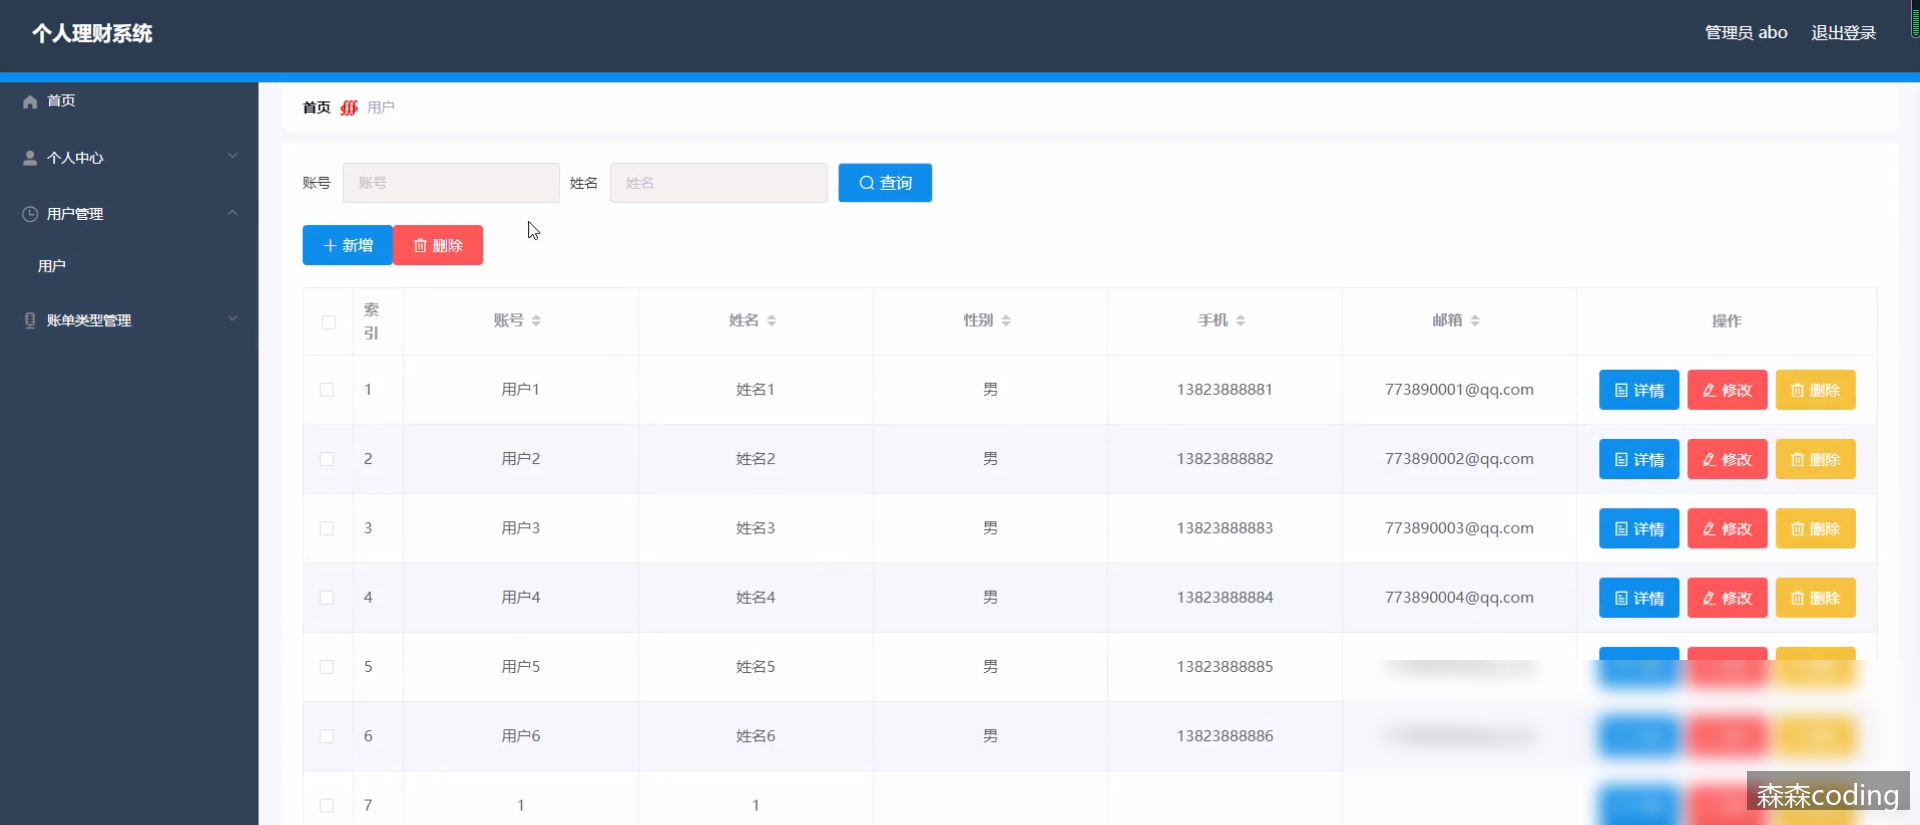 个人理财系统
管理员 abo 退出登录
首页
个人中心
用户管理
用户
账单类型管理
首页 用户
账号 账号 姓名 姓名 查询
新增 删除
索引 账号 姓名 性别 手机 邮箱 操作
1 用户1 姓名1 男 13823888881 773890001@qq.com 详情 修改 删除
2 用户2 姓名2 男 13823888882 773890002@qq.com 详情 修改 删除
3 用户3 姓名3 男 13823888883 773890003@qq.com 详情 修改 删除
4 用户4 姓名4 男 13823888884 773890004@qq.com 详情 修改 删除
5 用户5 姓名5 男 13823888885
6 用户6 姓名6 男 13823888886
7 1 1
森森coding